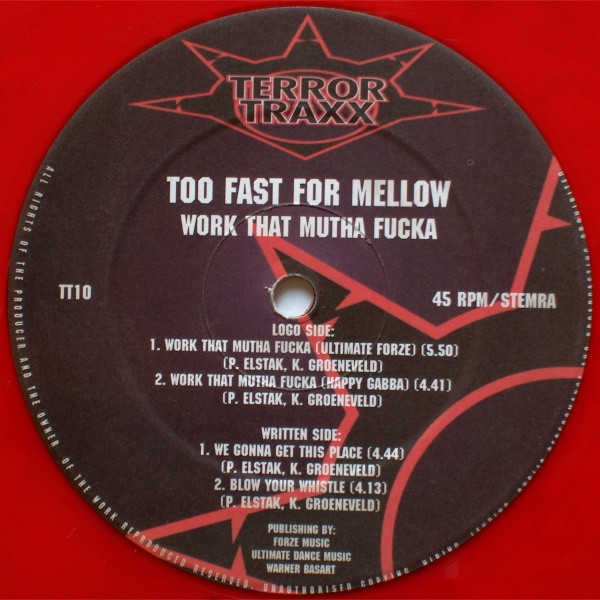 TERROR
TRAXX
TOO FAST FOR MELLOW
WORK THAT MUTHA FUCKA
TT10
45 RPM/STEMRA
LOGO SIDE:
1. WORK THAT MUTHA FUCKA (ULTIMATE FORZE) (5.50)
(P. ELSTAK, K. GROENEVELD)
2. WORK THAT MUTHA FUCKA (HAPPY GABBA) (4.41)
(P. ELSTAK, K. GROENEVELD)
WRITTEN SIDE:
1. WE GONNA GET THIS PLACE (4.44)
(P. ELSTAK, K. GROENEVELD)
2. BLOW YOUR WHISTLE (4.13)
(P. ELSTAK, K. GROENEVELD)
PUBLISHING BY:
FORZE MUSIC
ULTIMATE DANCE MUSIC
WARNER BASART
ALL RIGHTS OF THE PRODUCER AND THE OWNER OF THE WORK REPRODUCED RESERVED. UNAUTHORISED COPYING, HIRING,